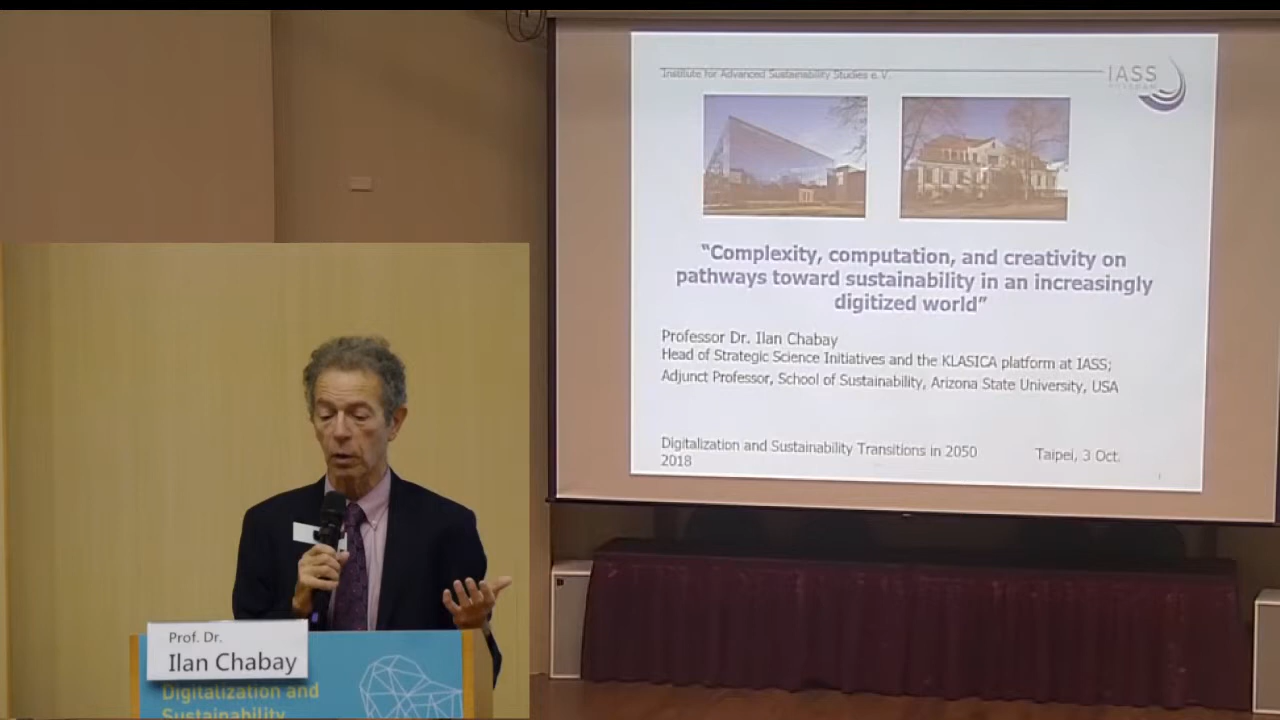 Institute for Advanced Sustainability Studies e.V.
IASS
"Complexity, computation, and creativity on
pathways toward sustainability in an increasingly
digitized world"
Professor Dr. Ilan Chabay
Head of Strategic Science Initiatives and the KLASICA platform at IASS;
Adjunct Professor, School of Sustainability, Arizona State University, USA
Digitalization and Sustainability Transitions in 2050 Taipei, 3 Oct.
2018
1
Prof. Dr.
Ilan Chabay
Digitalization and
Sustainability